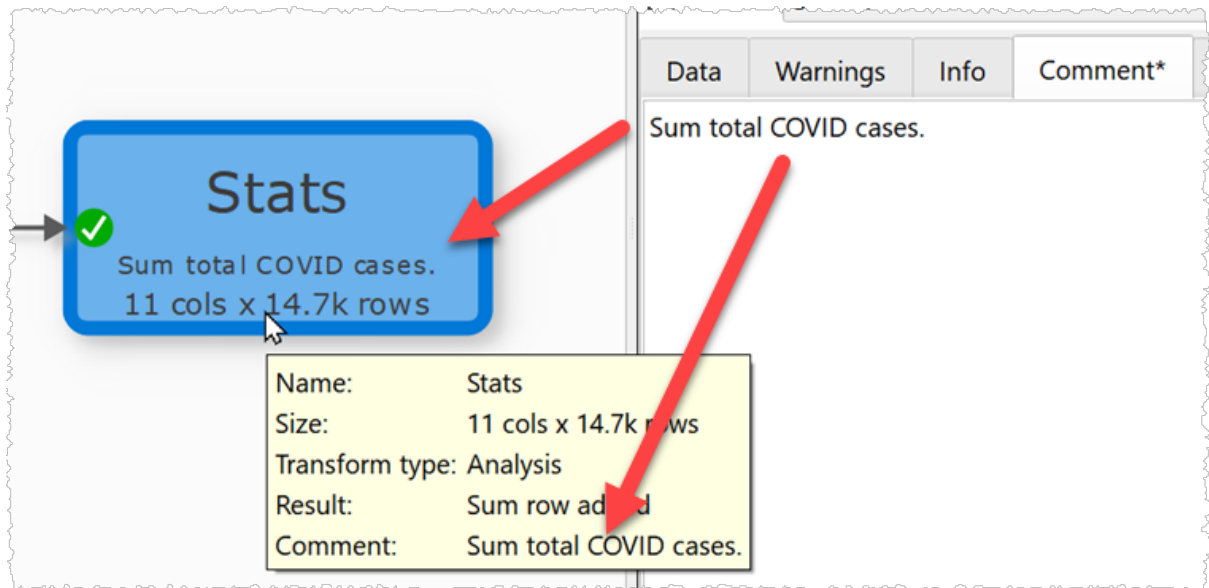 Data Warnings Info Comment*
Sum total COVID cases.
Stats
Sum total COVID cases.
11 cols x 14.7k rows
Name: Stats
Size: 11 cols x 14.7k rows
Transform type: Analysis
Result: Sum row added
Comment: Sum total COVID cases.